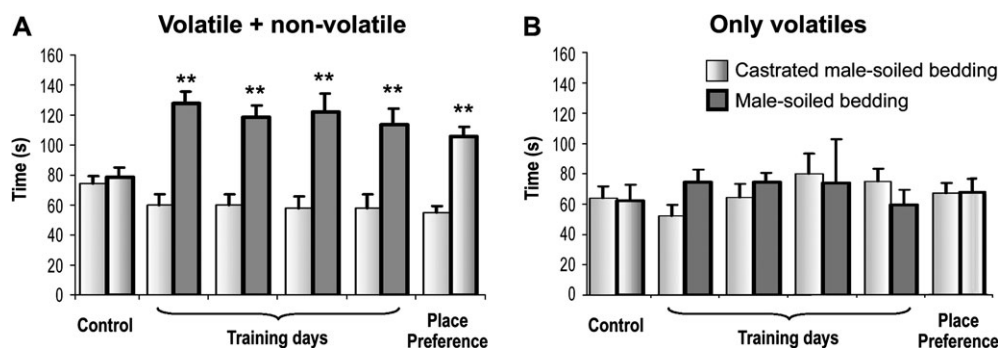 A Volatile + non-volatile
160
140
120
100
80
60
40
20
0
Time (s)
**
**
**
**
**
Control
Training days
Place
Preference
B Only volatiles
160
140
120
100
80
60
40
20
0
Time (s)
Castrated male-soiled bedding
Male-soiled bedding
Control
Training days
Place
Preference